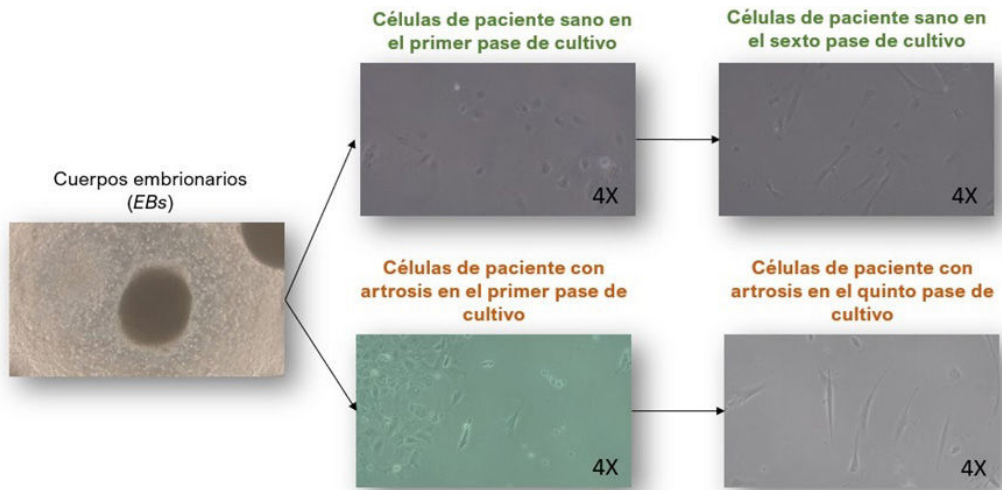 Células de paciente sano en
el primer pase de cultivo
Células de paciente sano en
el sexto pase de cultivo
4X
4X
Cuerpos embrionarios
(EBs)
Células de paciente con
artrosis en el primer pase de
cultivo
Células de paciente con
artrosis en el quinto pase de
cultivo
4X
4X